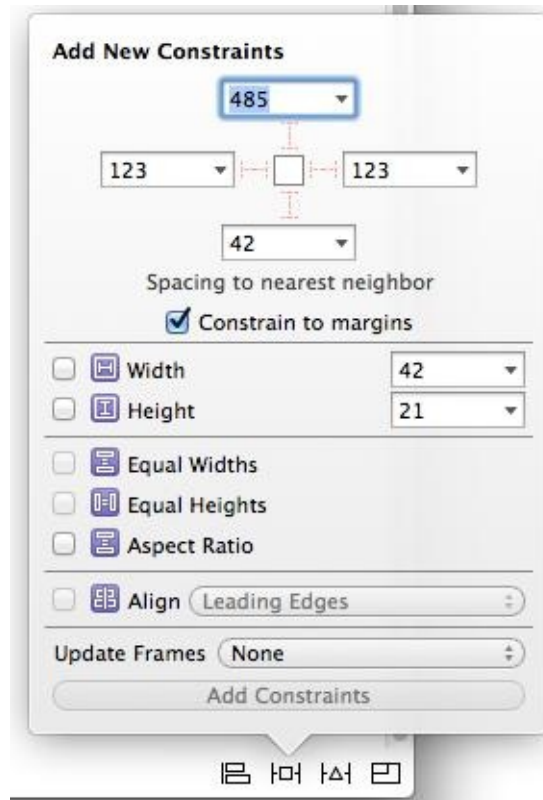 Add New Constraints
485
123 123
42
Spacing to nearest neighbor
Constrain to margins
Width 42
Height 21
Equal Widths
Equal Heights
Aspect Ratio
Align Leading Edges
Update Frames None
Add Constraints